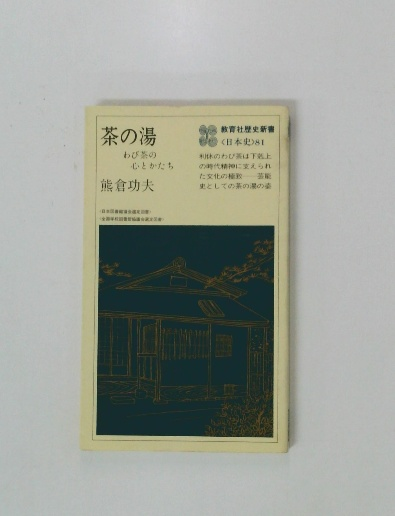 茶の湯
わび茶の
心とかたち
熊倉功夫
教育社歴史新書
〈日本史〉81
利休のわび茶は下剋上
の時代精神に支えられ
た文化の極致──芸能
史としての茶の湯の姿